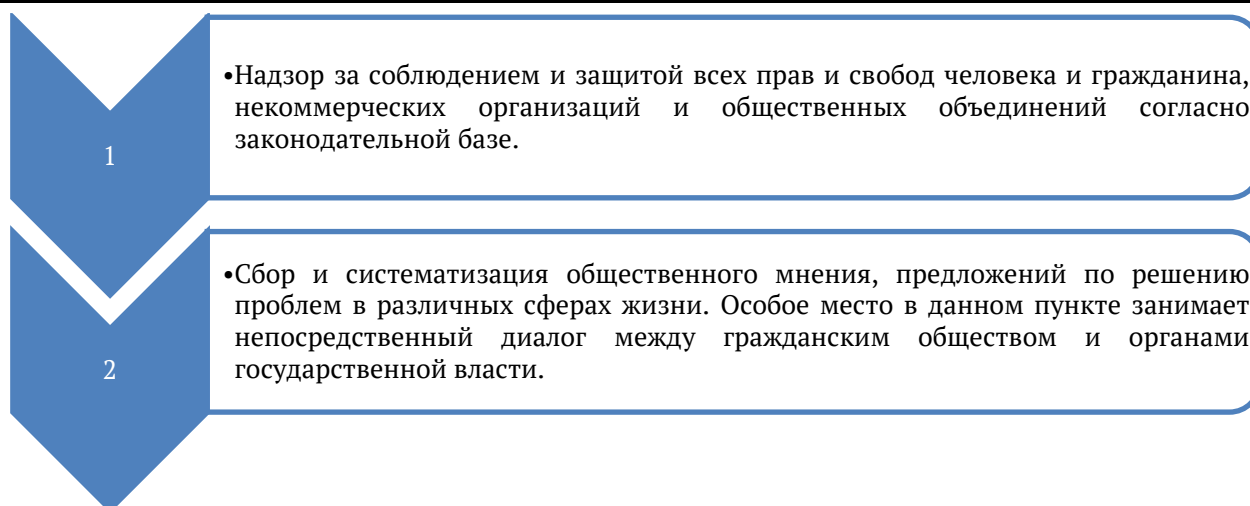 1
•Надзор за соблюдением и защитой всех прав и свобод человека и гражданина,
некоммерческих организаций и общественных объединений согласно
законодательной базе.
2
•Сбор и систематизация общественного мнения, предложений по решению
проблем в различных сферах жизни. Особое место в данном пункте занимает
непосредственный диалог между гражданским обществом и органами
государственной власти.